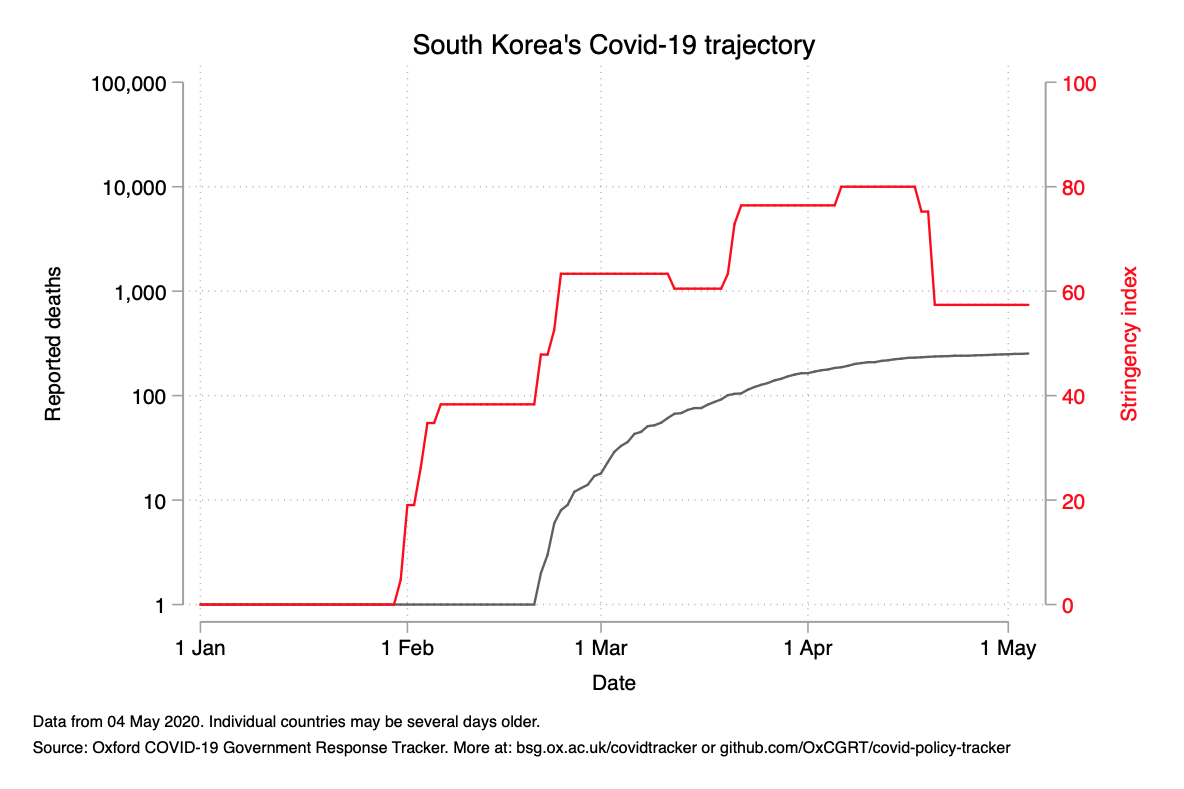 South Korea's Covid-19 trajectory
100,000
10,000
1,000
100
10
1
Reported deaths
100
80
60
40
20
0
Stringency index
1 Jan
1 Feb
1 Mar
1 Apr
1 May
Date
Data from 04 May 2020. Individual countries may be several days older.
Source: Oxford COVID-19 Government Response Tracker. More at: bsg.ox.ac.uk/covidtracker or github.com/OxCGRT/covid-policy-tracker